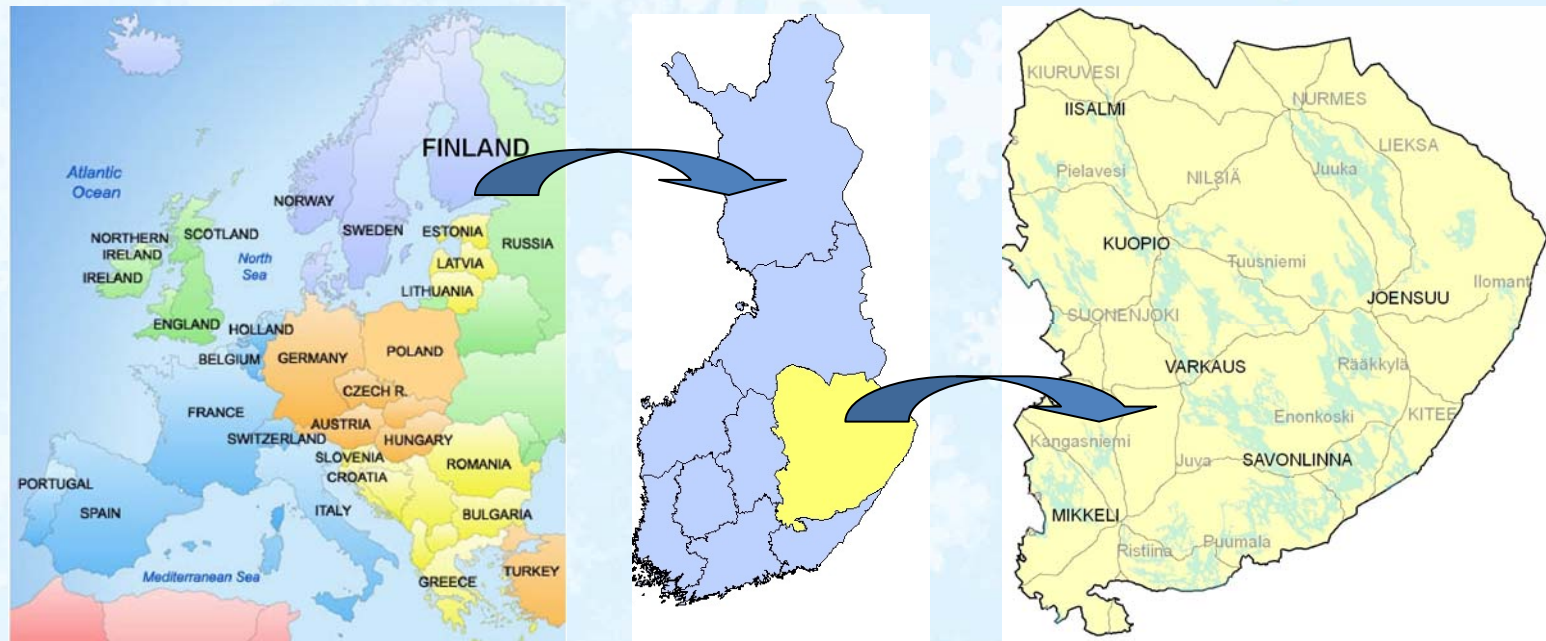 FINLAND
Atlantic
Ocean
NORWAY
SWEDEN
ESTONIA
RUSSIA
SCOTLAND
NORTHERN
IRELAND
IRELAND
North
Sea
LATVIA
LITHUANIA
ENGLAND
HOLLAND
BELGIUM
GERMANY
POLAND
CZECH R.
FRANCE
AUSTRIA
SWITZERLAND
HUNGARY
SLOVENIA
ROMANIA
CROATIA
PORTUGAL
SPAIN
ITALY
BULGARIA
Mediterranean Sea
GREECE
TURKEY
KIURUVESI
IISALMI
NURMES
LIEKSA
Pielavesi
NILSIÄ
Juuka
KUOPIO
Tuusniemi
Ilomant
JOENSUU
SUONENJOKI
VARKAUS
Rääkkylä
Enonkoski
KITEE
Kangasniemi
Juva
SAVONLINNA
MIKKELI
Ristiina
Puumala